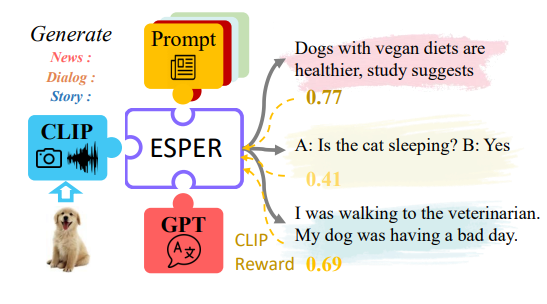 Generate
News :
Dialog :
Story :
Prompt
CLIP
ESPER
GPT
A文
Dogs with vegan diets are
healthier, study suggests
0.77
A: Is the cat sleeping? B: Yes
0.41
I was walking to the veterinarian.
My dog was having a bad day.
CLIP
Reward 0.69